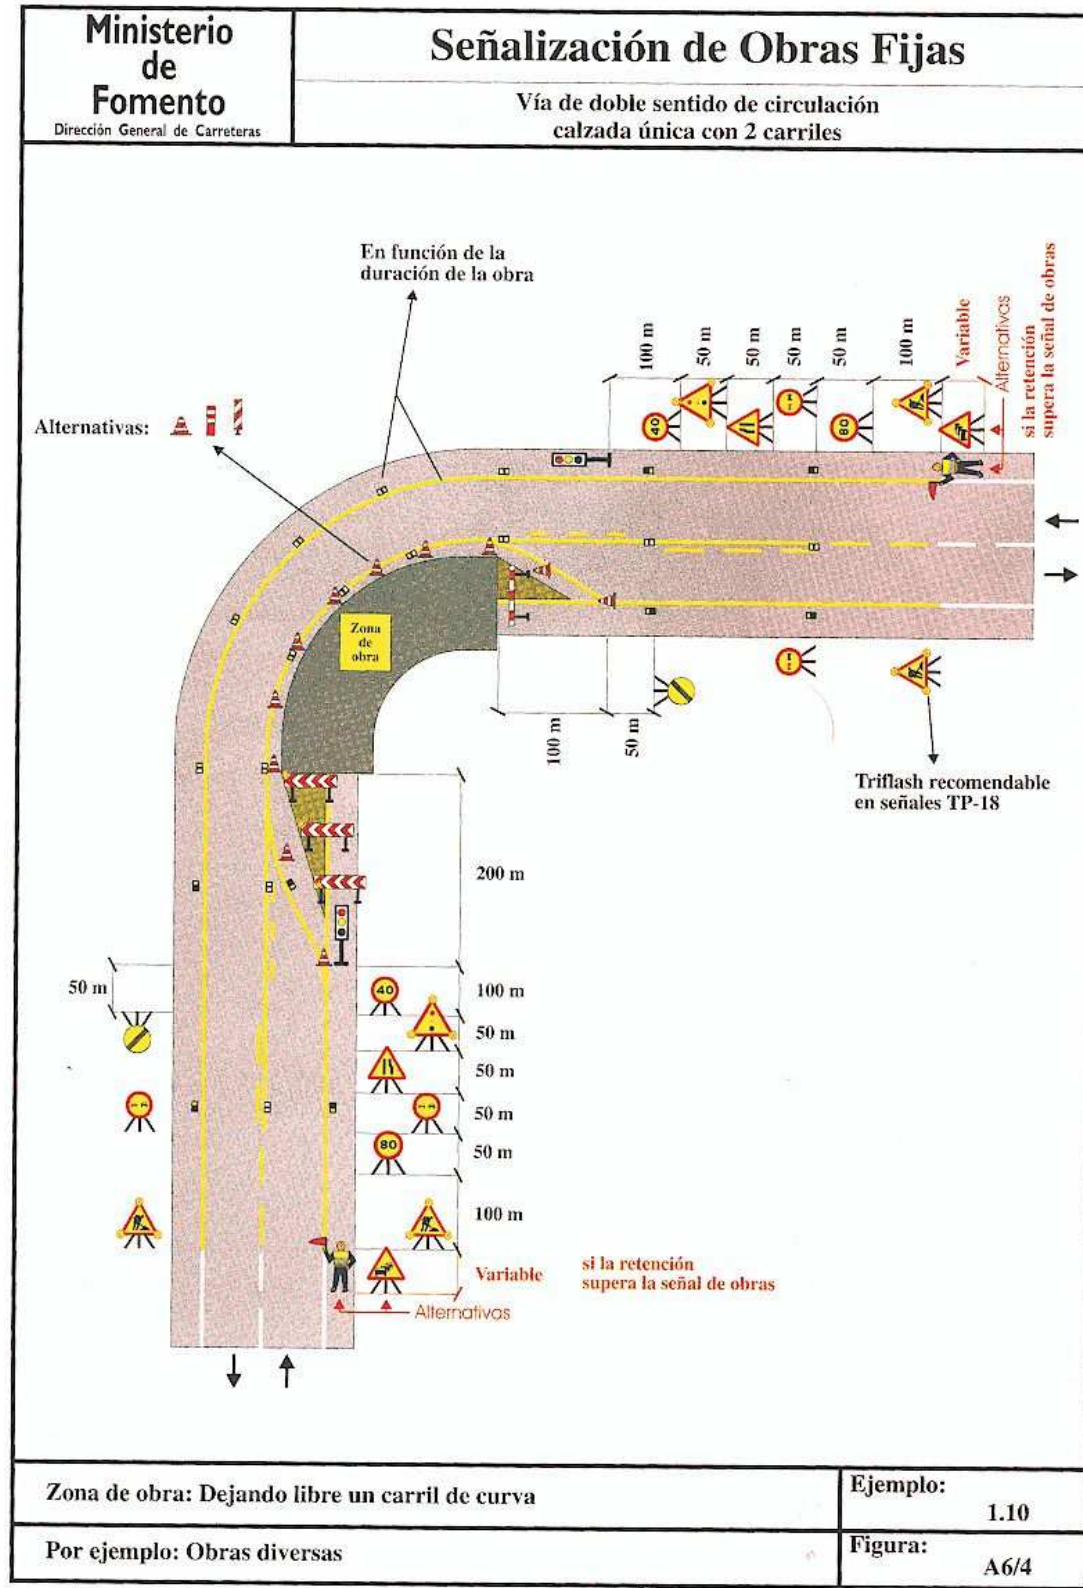 Ministerio
de
Fomento
Dirección General de Carreteras
Señalización de Obras Fijas
Vía de doble sentido de circulación
calzada única con 2 carriles
En función de la
duración de la obra
Alternativas:
100 m
50 m
50 m
50 m
50 m
100 m
Variable
Alternativas
si la retención
supera la señal de obras
40
80
Zona
de
obra
100 m
50 m
Triflash recomendable
en señales TP-18
200 m
50 m
40
100 m
50 m
50 m
50 m
80
50 m
100 m
Variable
si la retención
supera la señal de obras
Alternativas
Zona de obra: Dejando libre un carril de curva
Ejemplo:
1.10
Por ejemplo: Obras diversas
Figura:
A6/4